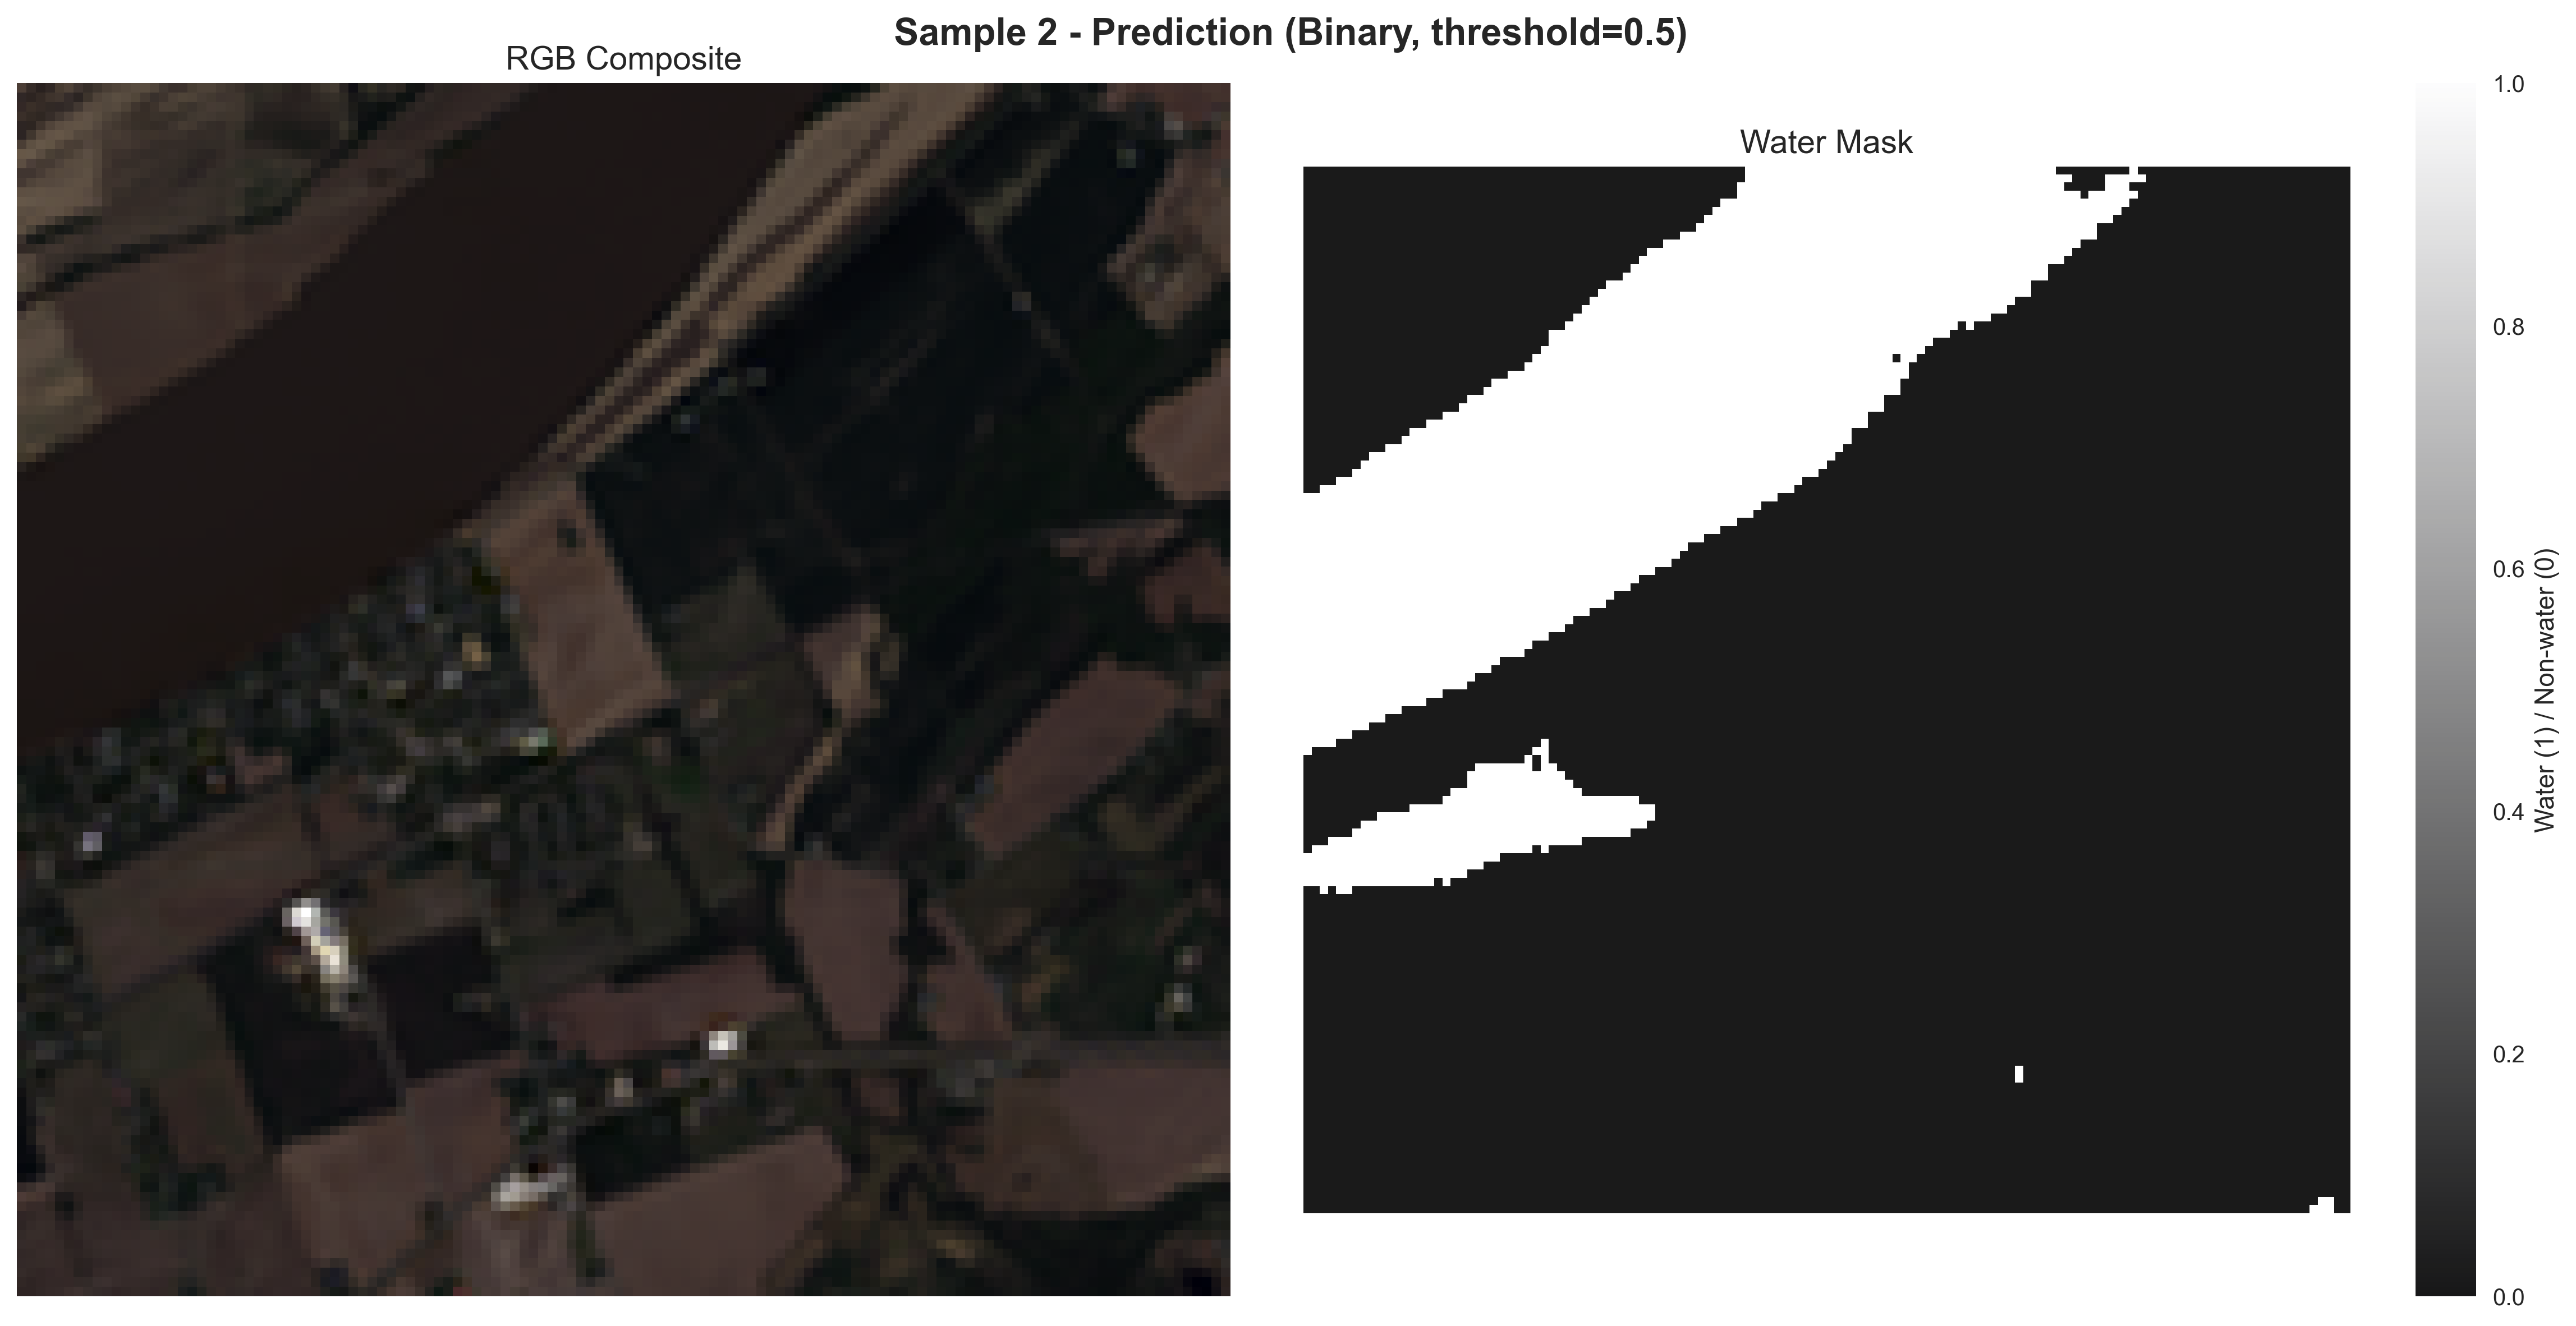 Sample 2 - Prediction (Binary, threshold=0.5)
RGB Composite
Water Mask
1.0
0.8
0.6
0.4
0.2
0.0
Water (1) / Non-water (0)